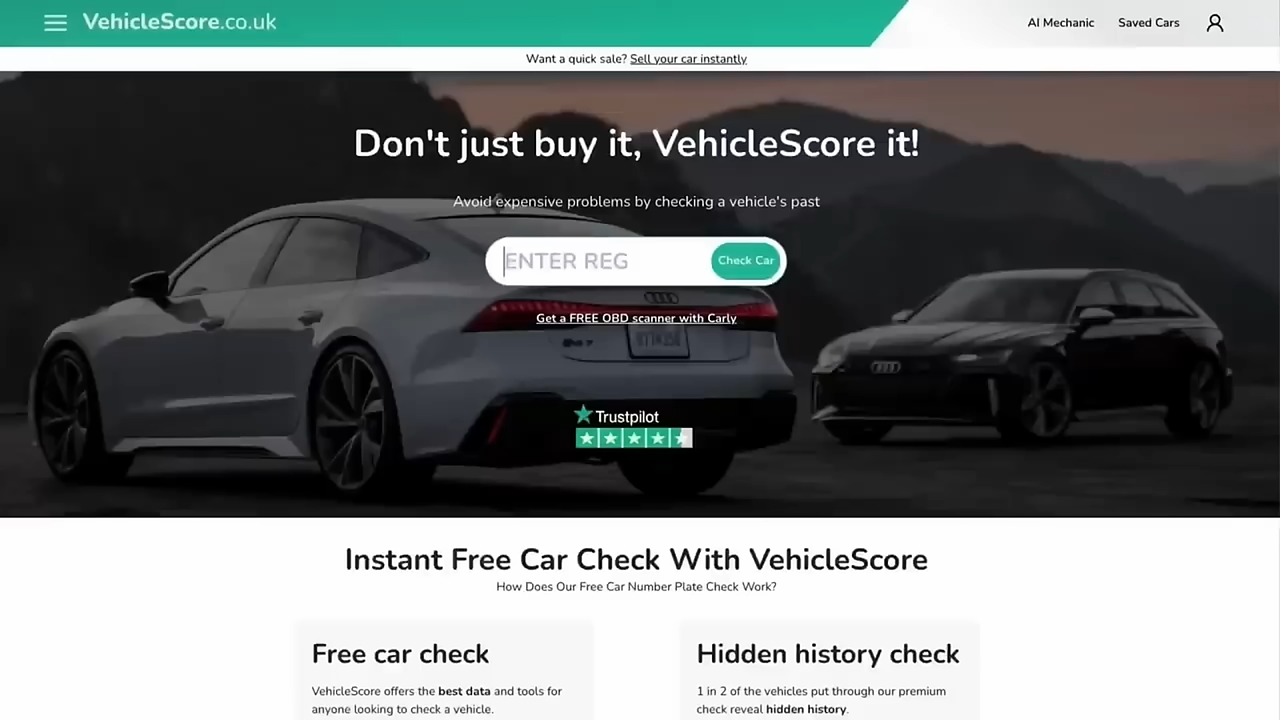 VehicleScore.co.uk
AI Mechanic
Saved Cars
Want a quick sale? Sell your car instantly
Don't just buy it, VehicleScore it!
Avoid expensive problems by checking a vehicle's past
ENTER REG
Check Car
Get a FREE OBD scanner with Carly
Trustpilot
Instant Free Car Check With VehicleScore
How Does Our Free Car Number Plate Check Work?
Free car check
VehicleScore offers the best data and tools for
anyone looking to check a vehicle.
Hidden history check
1 in 2 of the vehicles put through our premium
check reveal hidden history.